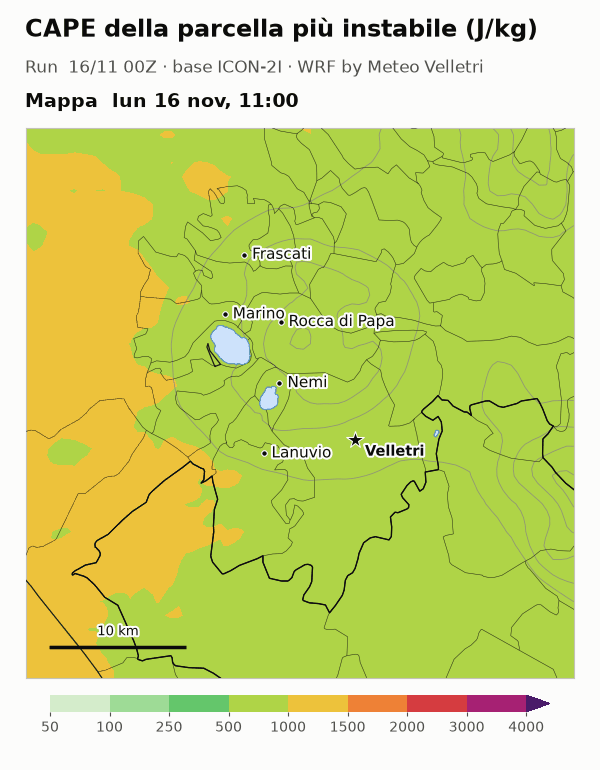 CAPE della parcella più instabile (J/kg)
Run  16/11 00Z · base ICON-2I · WRF by Meteo Velletri
Mappa  lun 16 nov, 11:00
Frascati
Marino
Rocca di Papa
Nemi
Velletri
Lanuvio
10 km
50 100 250 500 1000 1500 2000 3000 4000